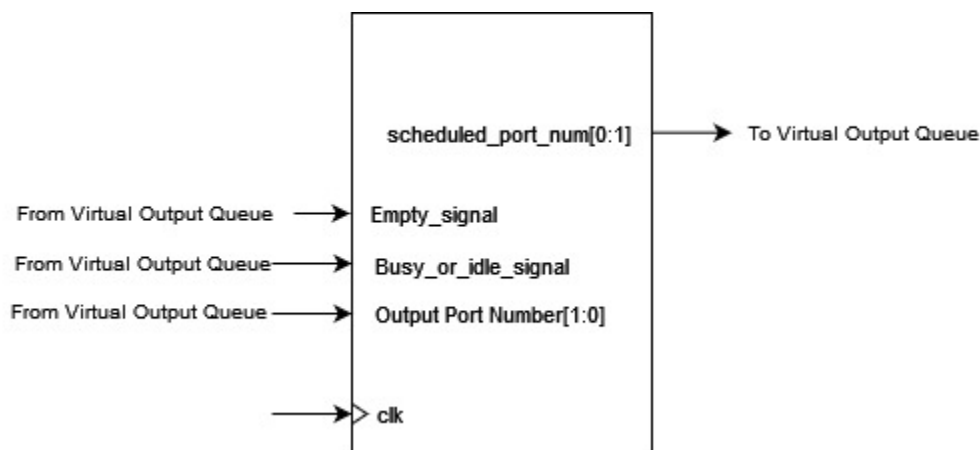 scheduled_port_num[0:1]
To Virtual Output Queue
From Virtual Output Queue
Empty_signal
From Virtual Output Queue
Busy_or_idle_signal
From Virtual Output Queue
Output Port Number[1:0]
clk